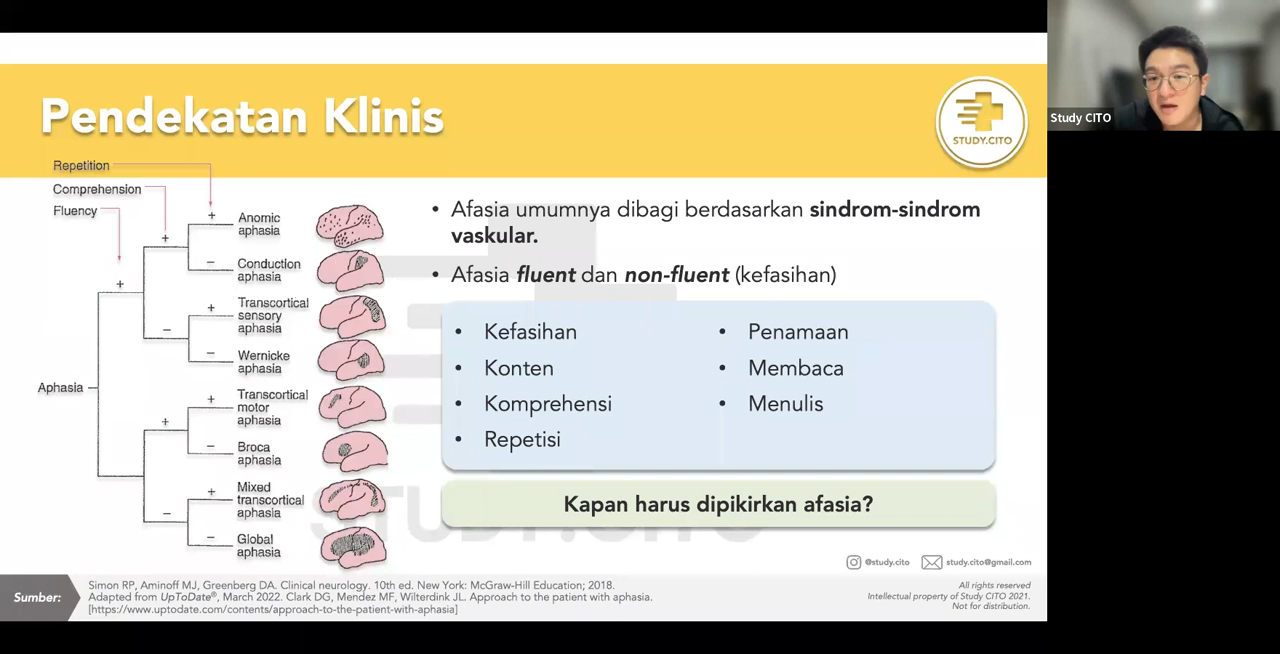 Pendekatan Klinis
STUDY.CITO
Study CITO
Repetition
Comprehension
Fluency
Aphasia
+
+
+
−
−
+
−
+
+
−
−
+
−
Anomic
aphasia
Conduction
aphasia
Transcortical
sensory
aphasia
Wernicke
aphasia
Transcortical
motor
aphasia
Broca
aphasia
Mixed
transcortical
aphasia
Global
aphasia
• Afasia umumnya dibagi berdasarkan sindrom-sindrom
vaskular.
• Afasia fluent dan non-fluent (kefasihan)
• Kefasihan
• Konten
• Komprehensi
• Repetisi
• Penamaan
• Membaca
• Menulis
Kapan harus dipikirkan afasia?
STUDY.CITO
@study.cito study.cito@gmail.com
Sumber:
Simon RP, Aminoff MJ, Greenberg DA. Clinical neurology. 10th ed. New York: McGraw-Hill Education; 2018.
Adapted from UpToDate®, March 2022. Clark DG, Mendez MF, Wilterdink JL. Approach to the patient with aphasia.
[https://www.uptodate.com/contents/approach-to-the-patient-with-aphasia]
All rights reserved
Intellectual property of Study CITO 2021.
Not for distribution.